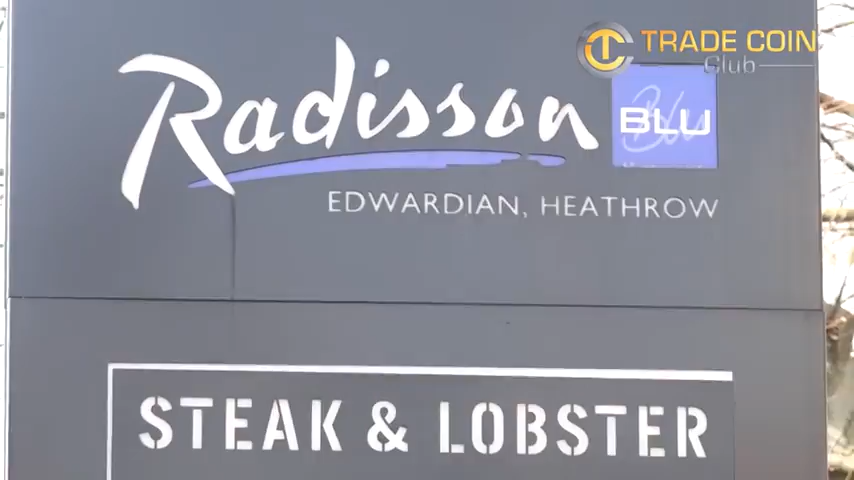 TRADE COIN
Club
Radisson
BLU
EDWARDIAN, HEATHROW
STEAK & LOBSTER